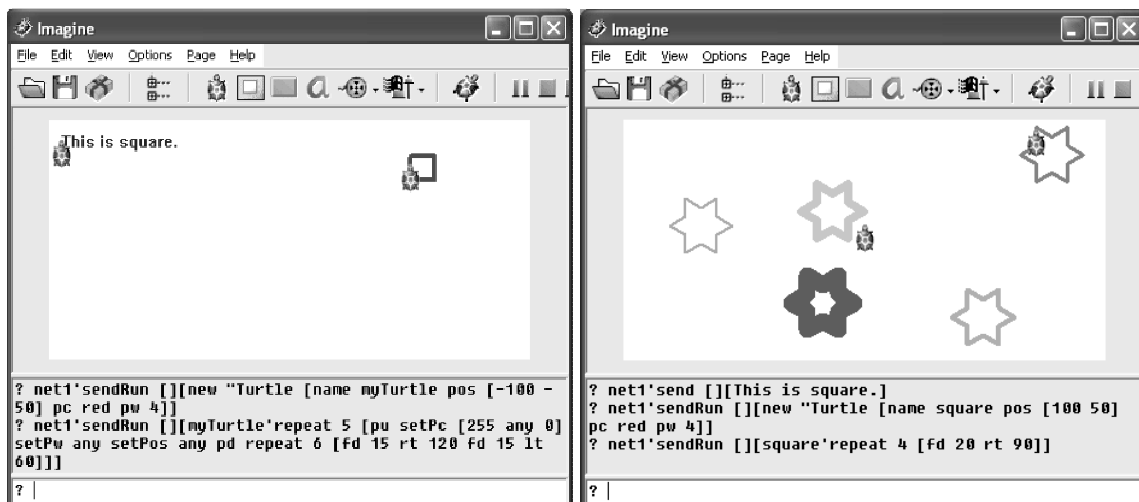 Imagine
File Edit View Options Page Help
This is square.
? net1'sendRun [][new "Turtle [name myTurtle pos [-100 -
50] pc red pw 4]]
? net1'sendRun [][myTurtle'repeat 5 [pu setPc [255 any 0]
setPw any setPos any pd repeat 6 [fd 15 rt 120 fd 15 lt
60]]]
?
Imagine
File Edit View Options Page Help
? net1'send [][This is square.]
? net1'sendRun [][new "Turtle [name square pos [100 50]
pc red pw 4]]
? net1'sendRun [][square'repeat 4 [fd 20 rt 90]]
?